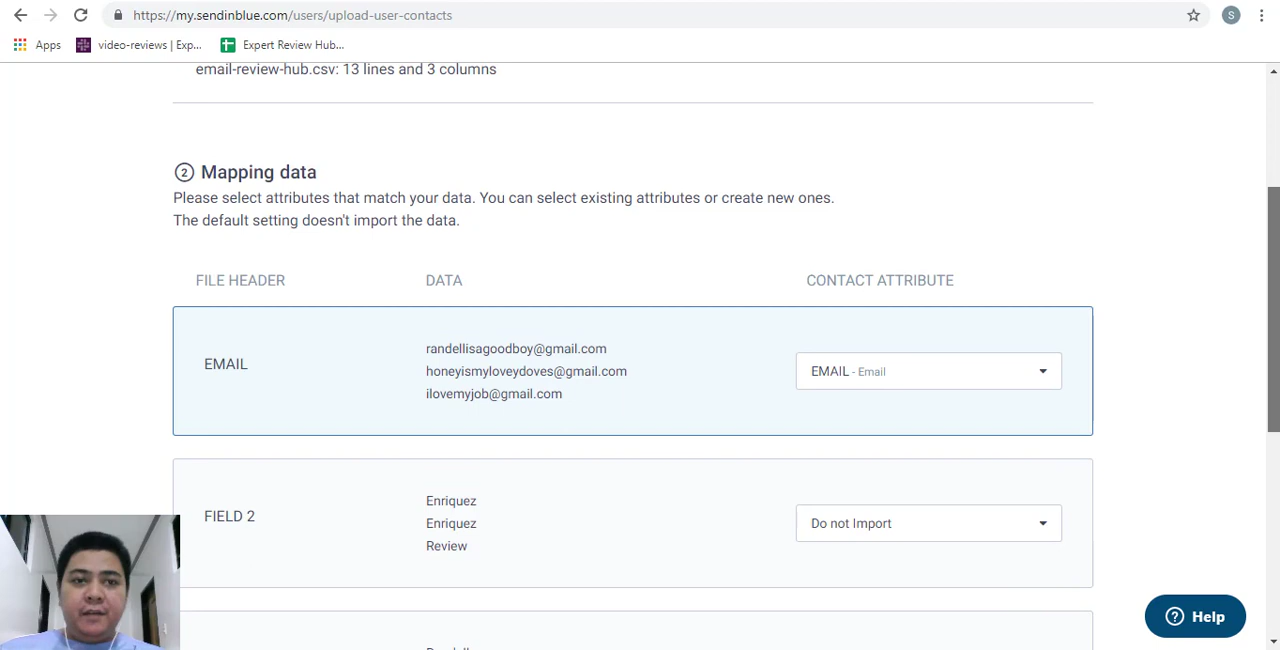 https://my.sendinblue.com/users/upload-user-contacts
S
Apps
video-reviews | Exp...
Expert Review Hub...
email-review-hub.csv: 13 lines and 3 columns
2 Mapping data
Please select attributes that match your data. You can select existing attributes or create new ones.
The default setting doesn't import the data.
FILE HEADER DATA CONTACT ATTRIBUTE
randellisagoodboy@gmail.com
EMAIL honeyismyloveydoves@gmail.com EMAIL - Email
ilovemyjob@gmail.com
Enriquez
FIELD 2 Enriquez Do not Import
Review
? Help